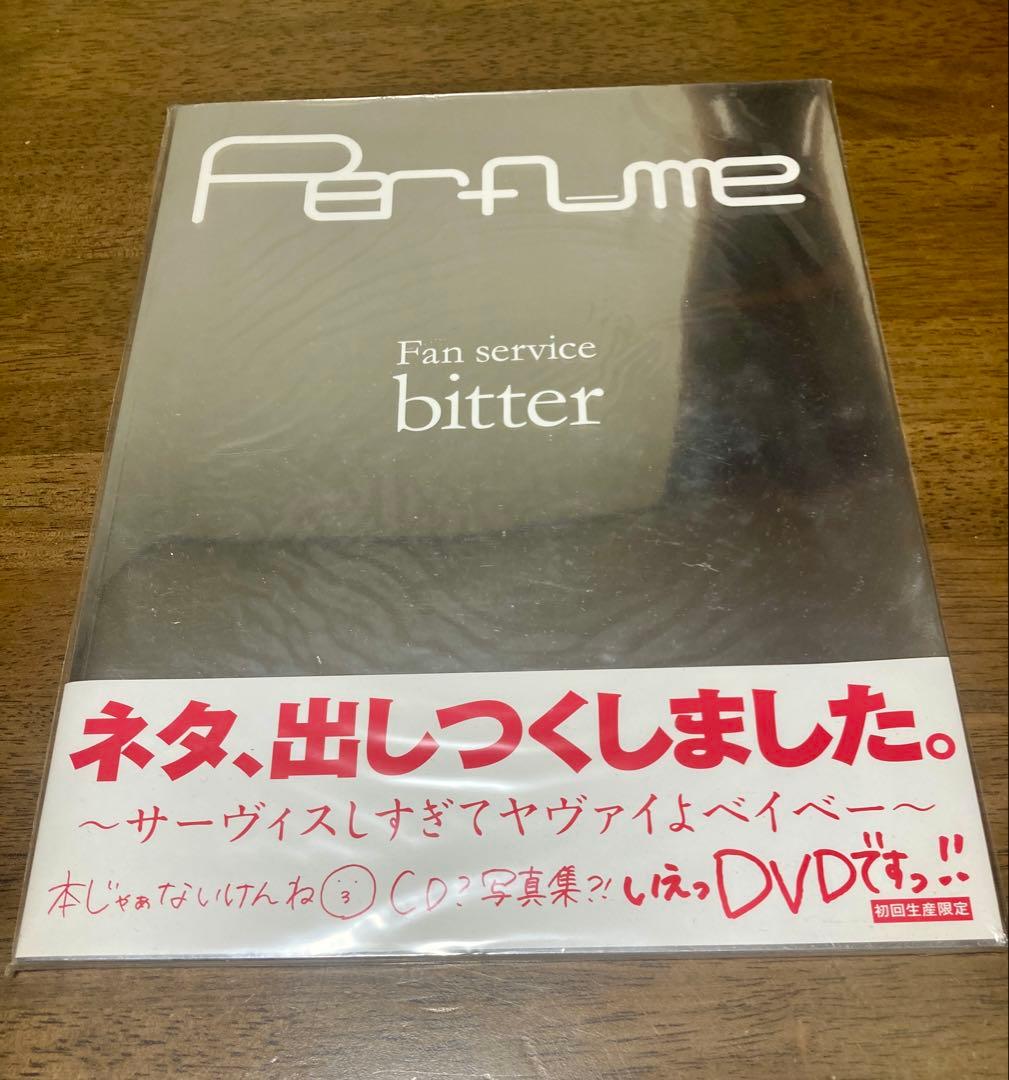 Perfume
Fan service
bitter
ネタ、出しつくしました。
〜サーヴィスしすぎてヤヴァイよベイベー〜
本じゃぁないけんね CD?写真集?!いえっDVDですっ!!
初回生産限定